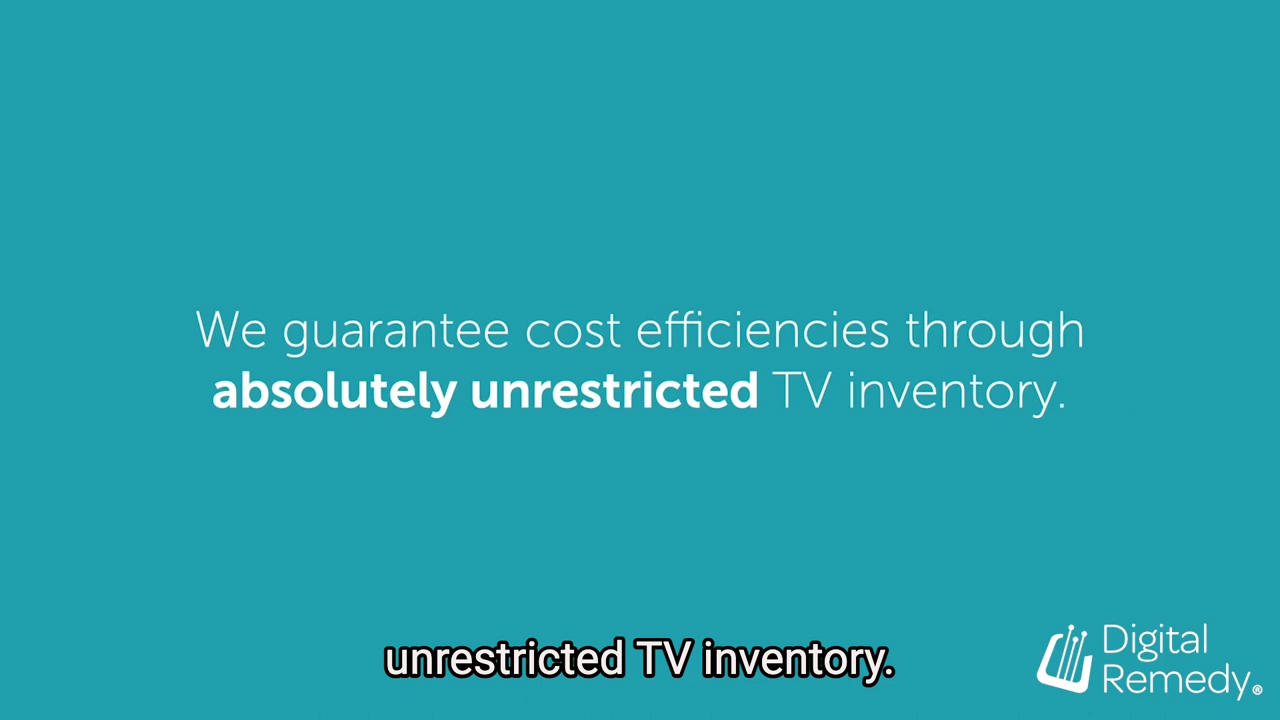 We guarantee cost efficiencies through
absolutely unrestricted TV inventory.
unrestricted TV inventory.
Digital
Remedy®